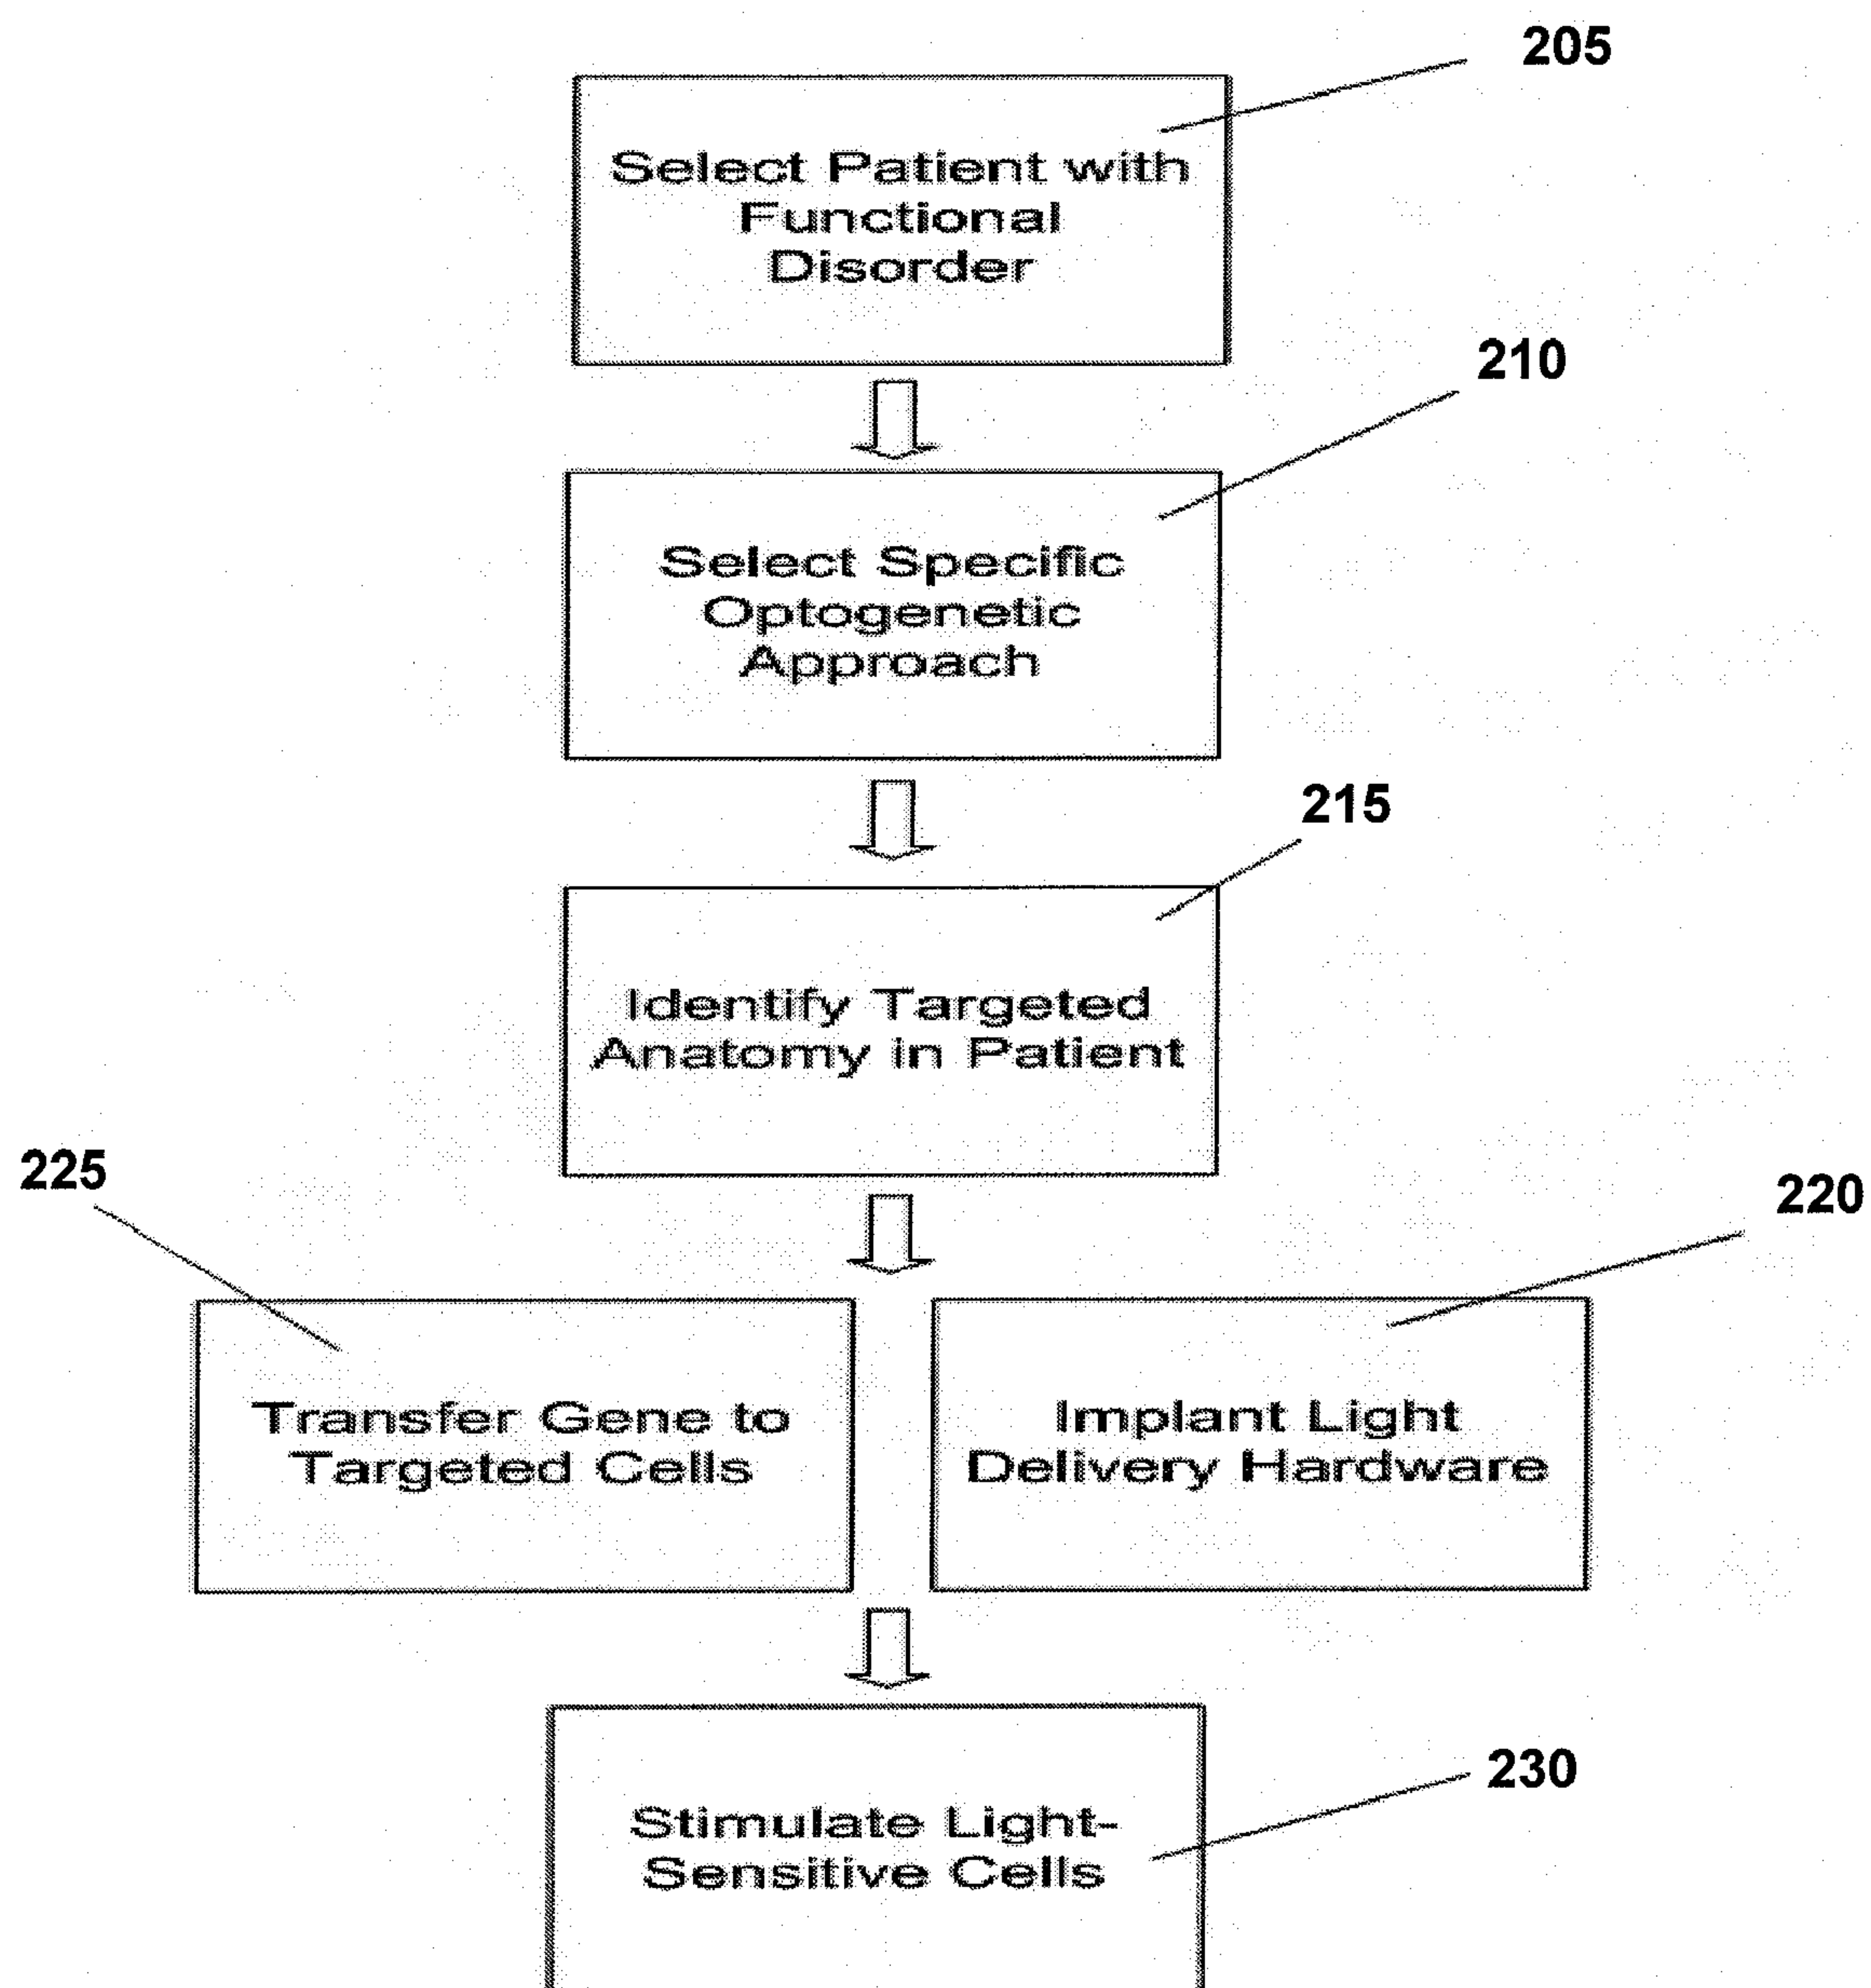 205
Select Patient with
Functional
Disorder
210
Select Specific
Optogenetic
Approach
215
Identify Targeted
Anatomy in Patient
225
220
Transfer Gene to
Targeted Cells
Implant Light
Delivery Hardware
230
Stimulate Light-
Sensitive Cells